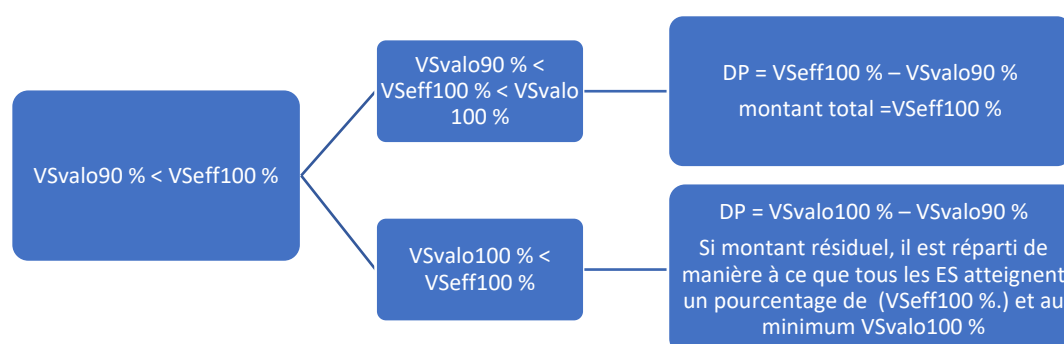 VSvalo90 % < VSeff100 %
VSvalo90 % <
VSeff100 % < VSvalo
100 %
DP = VSeff100 % – VSvalo90 %
montant total =VSeff100 %
VSvalo100 % <
VSeff100 %
DP = VSvalo100 % – VSvalo90 %
Si montant résiduel, il est réparti de
manière à ce que tous les ES atteignent
un pourcentage de (VSeff100 %.) et au
minimum VSvalo100 %